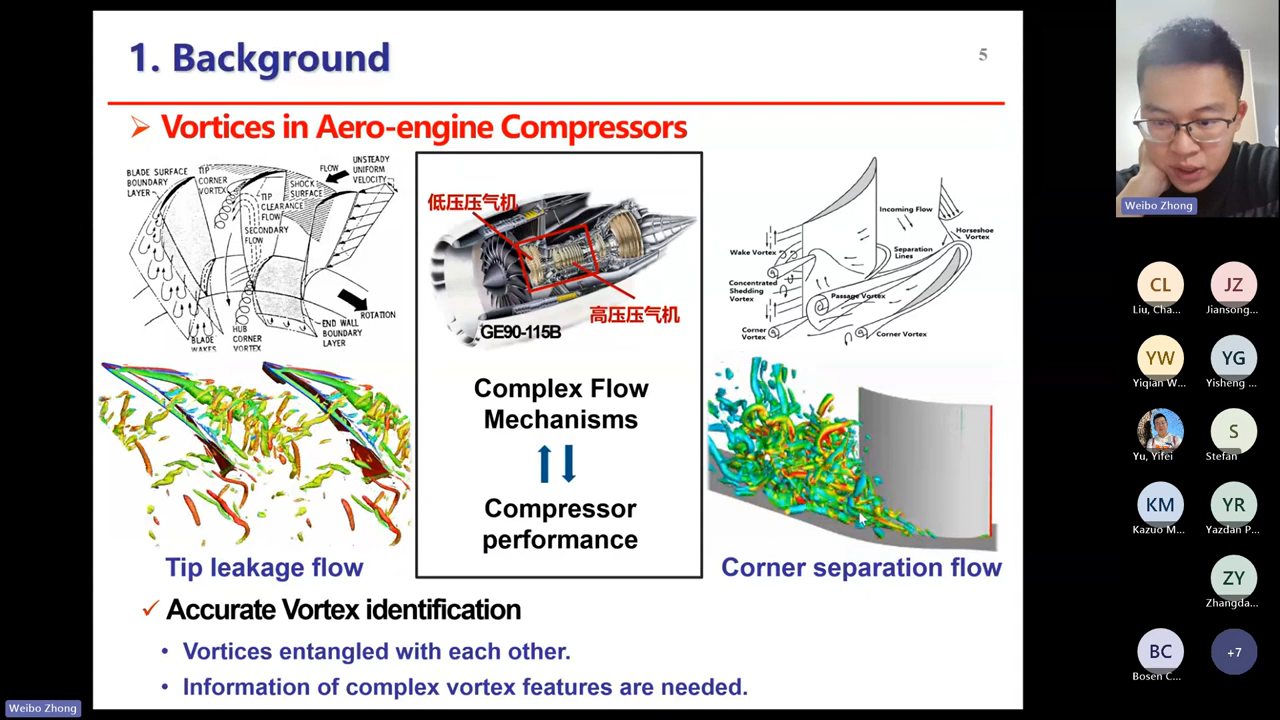 1. Background
5
Vortices in Aero-engine Compressors
BLADE SURFACE
BOUNDARY
LAYER
TIP
CORNER
VORTEX
FLOW
UNSTEADY
UNIFORM
VELOCITY
SHOCK
SURFACE
TIP
CLEARANCE
FLOW
SECONDARY
FLOW
ROTATION
END WALL
BOUNDARY
LAYER
HUB
CORNER
VORTEX
BLADE
WAKES
低压压气机
高压压气机
GE90-115B
Complex Flow
Mechanisms
Compressor
performance
Incoming Flow
Horseshoe
Vortex
Separation
Lines
Wake Vortex
Concentrated
Shedding
Vortex
Passage Vortex
Corner
Vortex
Corner Vortex
Tip leakage flow
Corner separation flow
✓ Accurate Vortex identification
• Vortices entangled with each other.
• Information of complex vortex features are needed.
Weibo Zhong
Weibo Zhong
CL
Liu, Cha...
JZ
Jiansong...
YW
Yiqian W...
YG
Yisheng ...
Yu, Yifei
S
Stefan
KM
Kazuo M...
YR
Yazdan P...
ZY
Zhangda...
BC
Bosen C...
+7